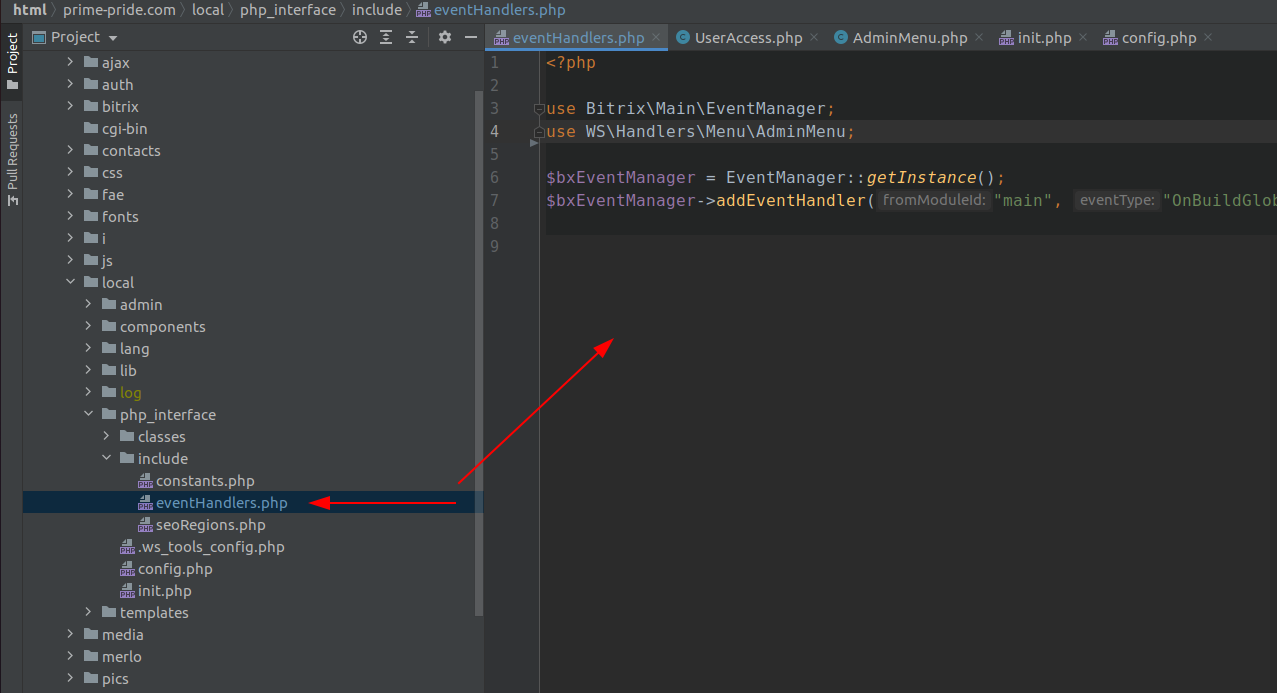 html prime-pride.com local php_interface include eventHandlers.php
Project
Pull Requests
Project
ajax
auth
bitrix
cgi-bin
contacts
css
fae
fonts
i
js
local
admin
components
lang
lib
log
php_interface
classes
include
constants.php
eventHandlers.php
seoRegions.php
.ws_tools_config.php
config.php
init.php
templates
media
merlo
pics
eventHandlers.php UserAccess.php AdminMenu.php init.php config.php
1 <?php
2
3 use Bitrix\Main\EventManager;
4 use WS\Handlers\Menu\AdminMenu;
5
6 $bxEventManager = EventManager::getInstance();
7 $bxEventManager->addEventHandler( fromModuleId: "main", eventType: "OnBuildGlob
8
9